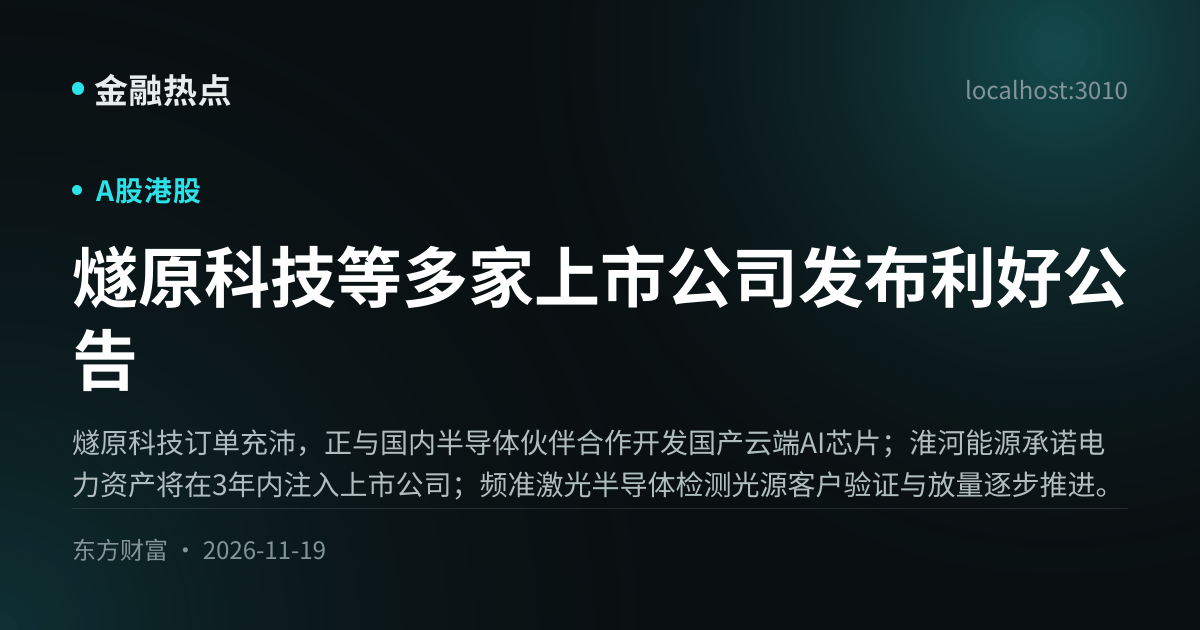 金融热点
localhost:3010
A股港股
燧原科技等多家上市公司发布利好公
告
燧原科技订单充沛，正与国内半导体伙伴合作开发国产云端AI芯片；淮河能源承诺电
力资产将在3年内注入上市公司；频准激光半导体检测光源客户验证与放量逐步推进。
东方财富 • 2026-11-19